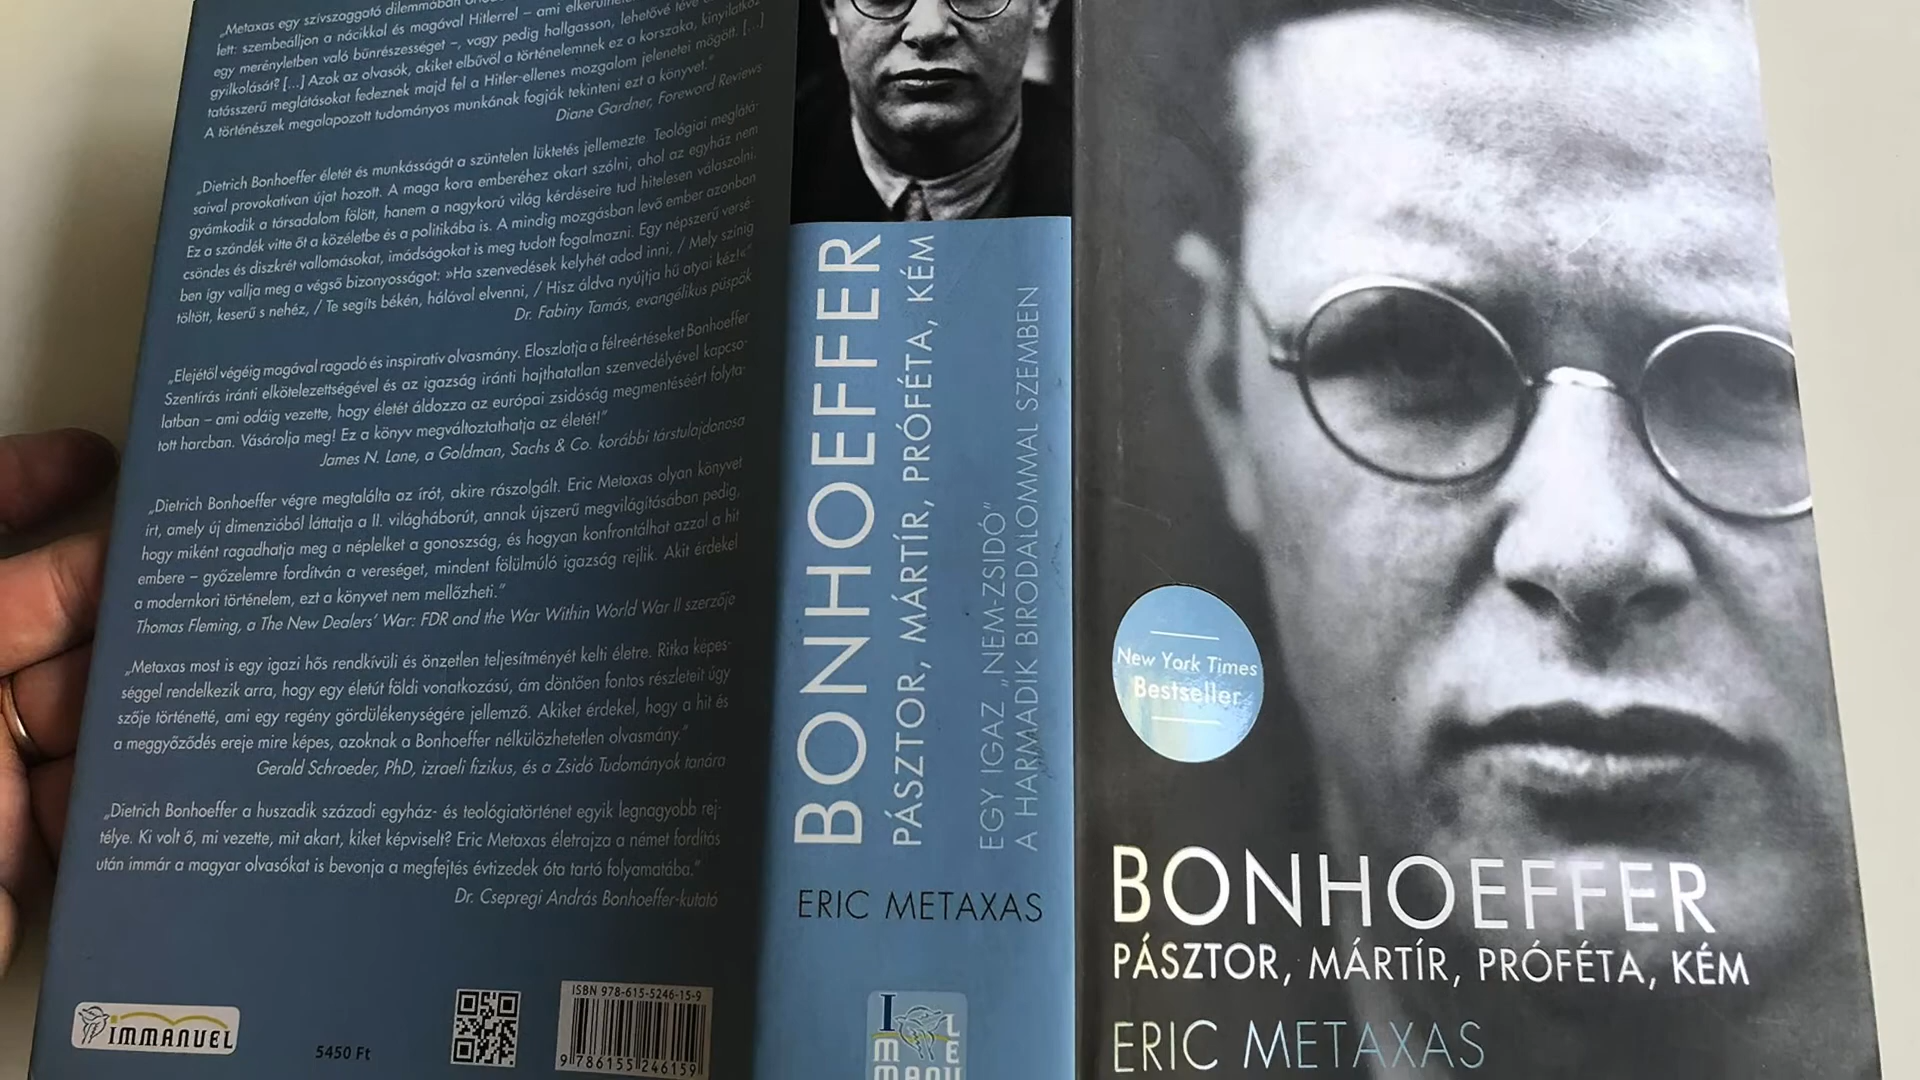 „Metaxas egy szívszaggató dilemmában
lett: szembeálljon a nácikkal és magával Hitlerrel – ami
egy merényletben való bűnrészességet –, vagy pedig hallgasson, lehetővé téve
gyilkolását? [...] Azok az olvasók, akiket elbűvöl a történelemnek ez a korszaka, kinyilatkoz-
tatásszerű meglátásokat fedeznek majd fel a Hitler-ellenes mozgalom jelenetei mögött. [...]
A történészek megalapozott tudományos munkának fogják tekinteni ezt a könyvet."
Diane Gardner, Foreword Reviews
„Dietrich Bonhoeffer életét és munkásságát a szüntelen lüktetés jellemezte. Teológiai meglátá-
saival provokatívan újat hozott. A maga kora emberéhez akart szólni, ahol az egyház nem
gyámkodik a társadalom fölött, hanem a nagykorú világ kérdéseire tud hitelesen válaszolni.
Ez a szándék vitte őt a közéletbe és a politikába is. A mindig mozgásban levő ember azonban
csöndes és diszkrét vallomásokat, imádságokat is meg tudott fogalmazni. Egy népszerű versé-
ben így vallja meg a végső bizonyosságot: »Ha szenvedések kelyhét adod inni, / Mely színig
töltött, keserű s nehéz, / Te segíts békén, hálával elvenni, / Hisz áldva nyújtja hű atyai kéz!«"
Dr. Fabiny Tamás, evangélikus püspök
„Elejétől végéig magával ragadó és inspiratív olvasmány. Eloszlatja a félreértéseket Bonhoeffer
Szentírás iránti elkötelezettségével és az igazság iránti hajthatatlan szenvedélyével kapcso-
latban – ami odáig vezette, hogy életét áldozza az európai zsidóság megmentéséért folyta-
tott harcban. Vásárolja meg! Ez a könyv megváltoztathatja az életét!"
James N. Lane, a Goldman, Sachs & Co. korábbi társtulajdonosa
„Dietrich Bonhoeffer végre megtalálta az írót, akire rászolgált. Eric Metaxas olyan könyvet
írt, amely új dimenzióból láttatja a II. világháborút, annak újszerű megvilágításában pedig,
hogy miként ragadhatja meg a néplelket a gonoszság, és hogyan konfrontálhat azzal a hit
embere – győzelemre fordítván a vereséget, mindent fölülmúló igazság rejlik. Akit érdekel
a modernkori történelem, ezt a könyvet nem mellőzheti."
Thomas Fleming, a The New Dealers' War: FDR and the War Within World War II szerzője
„Metaxas most is egy igazi hős rendkívüli és önzetlen teljesítményét kelti életre. Ritka képes-
séggel rendelkezik arra, hogy egy életút földi vonatkozású, ám döntően fontos részleteit úgy
szője történetté, ami egy regény gördülékenységére jellemző. Akiket érdekel, hogy a hit és
a meggyőződés ereje mire képes, azoknak a Bonhoeffer nélkülözhetetlen olvasmány."
Gerald Schroeder, PhD, izraeli fizikus, és a Zsidó Tudományok tanára
„Dietrich Bonhoeffer a huszadik századi egyház- és teológiatörténet egyik legnagyobb rej-
télye. Ki volt ő, mi vezette, mit akart, kiket képviselt? Eric Metaxas életrajza a német fordítás
után immár a magyar olvasókat is bevonja a megfejtés évtizedek óta tartó folyamatába."
Dr. Csepregi András Bonhoeffer-kutató
IMMANUEL
5450 Ft
ISBN 978-615-5246-15-9
9 786155 246159
BONHOEFFER
PÁSZTOR, MÁRTÍR, PRÓFÉTA, KÉM
EGY IGAZ „NEM-ZSIDÓ"
A HARMADIK BIRODALOMMAL SZEMBEN
ERIC METAXAS
New York Times
Bestseller
BONHOEFFER
PÁSZTOR, MÁRTÍR, PRÓFÉTA, KÉM
ERIC METAXAS